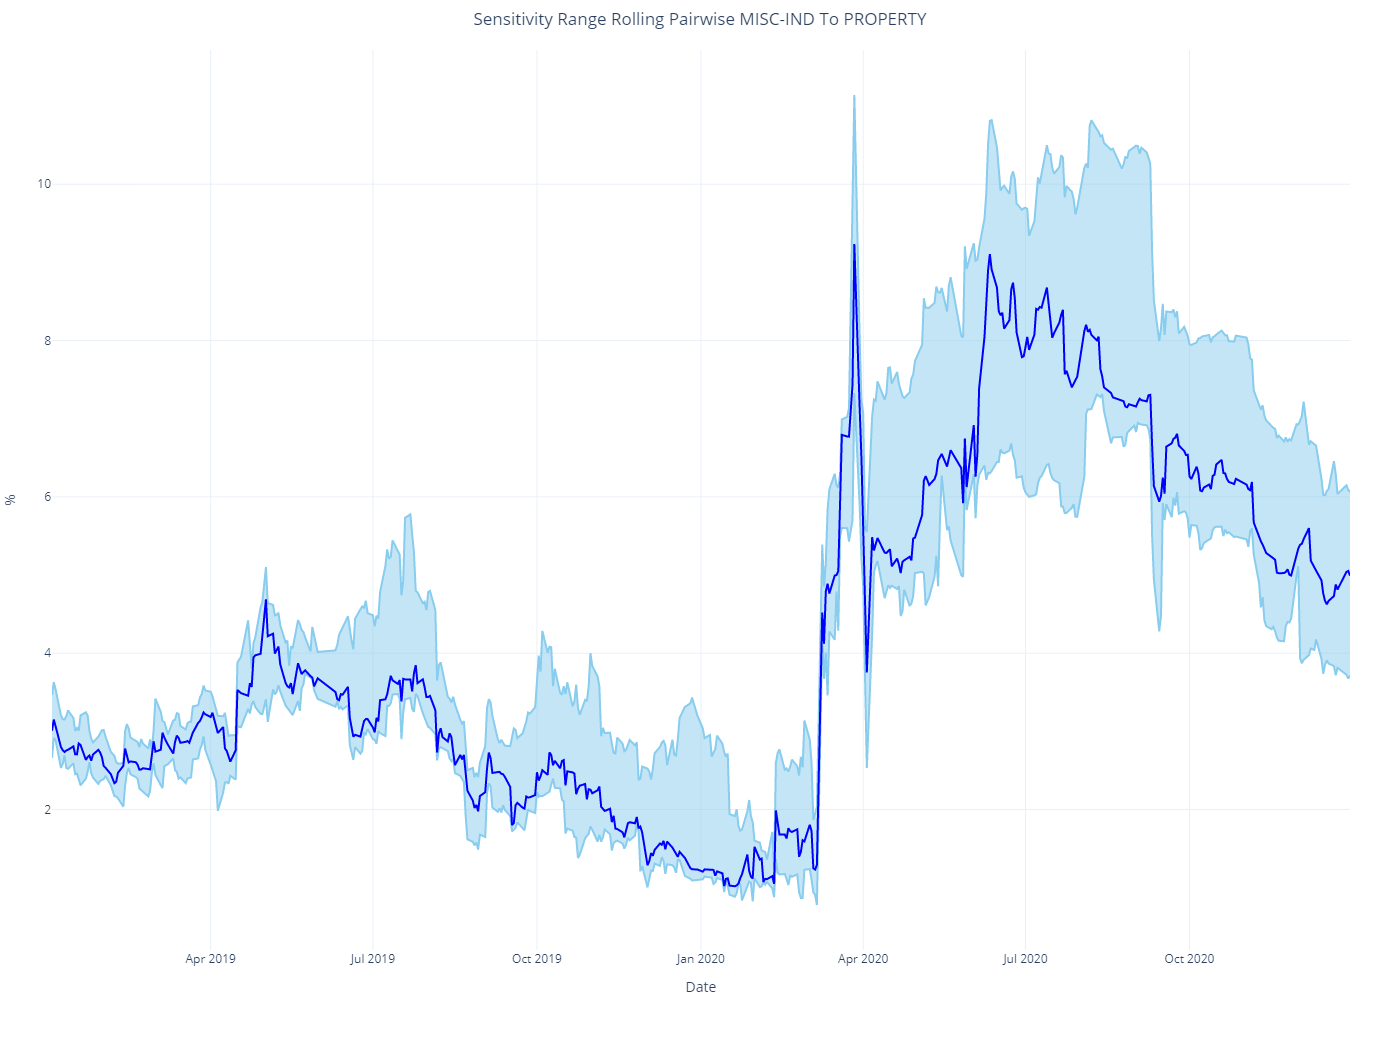 Sensitivity Range Rolling Pairwise MISC-IND To PROPERTY
10
8
6
4
2
%
Apr 2019
Jul 2019
Oct 2019
Jan 2020
Apr 2020
Jul 2020
Oct 2020
Date